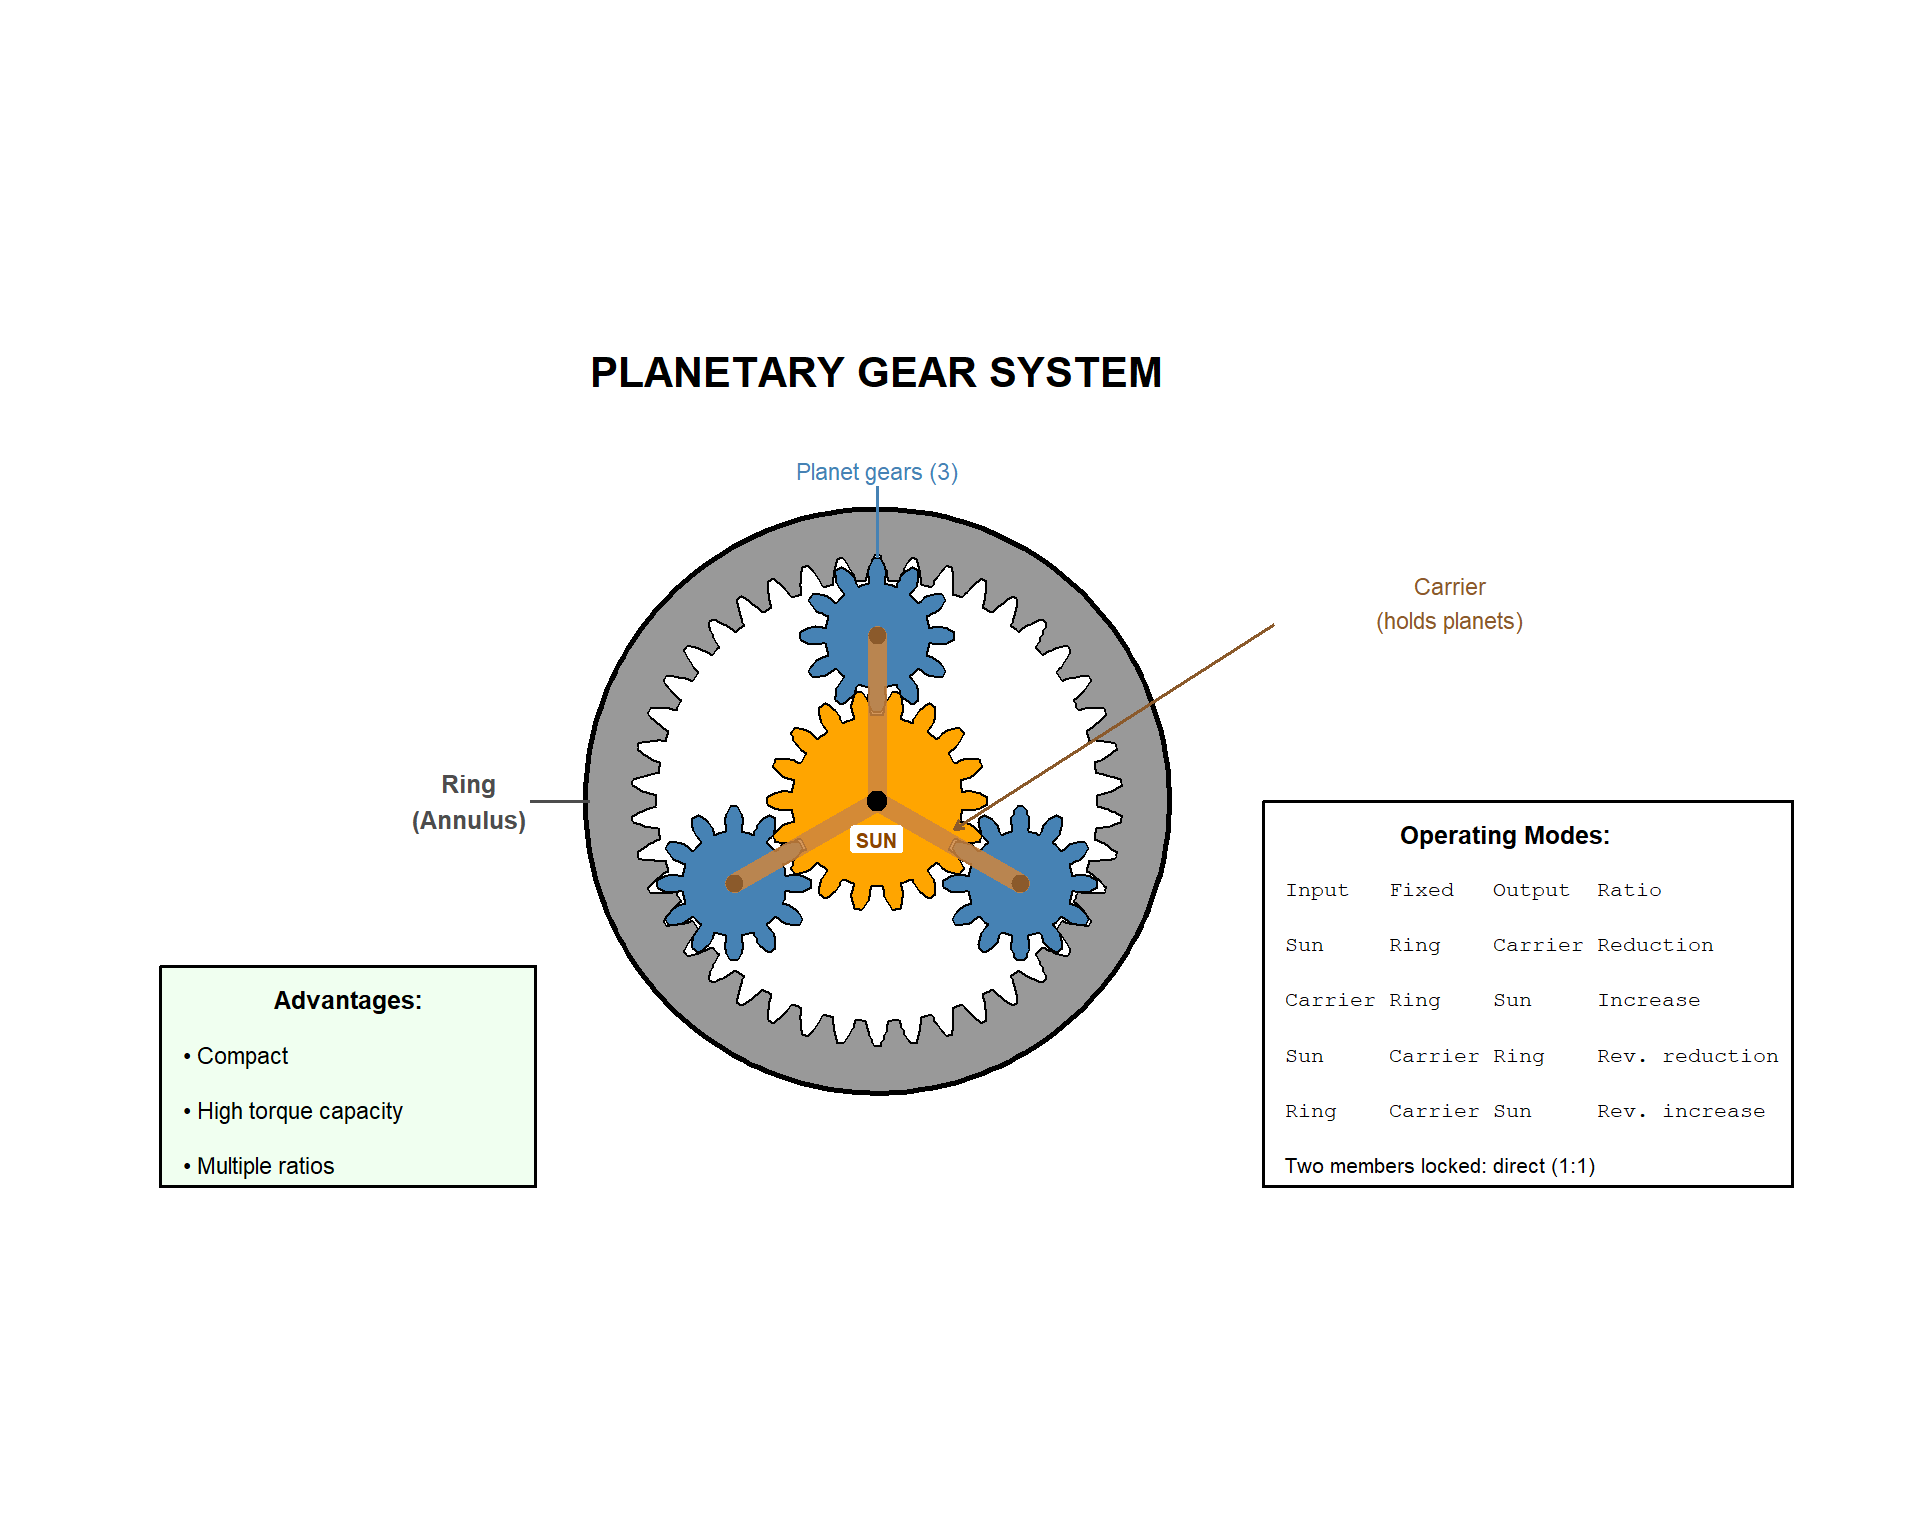 PLANETARY GEAR SYSTEM
Planet gears (3)
Carrier
(holds planets)
Ring
(Annulus)
SUN
Advantages:
• Compact
• High torque capacity
• Multiple ratios
Operating Modes:
Input Fixed Output Ratio
Sun Ring Carrier Reduction
Carrier Ring Sun Increase
Sun Carrier Ring Rev. reduction
Ring Carrier Sun Rev. increase
Two members locked: direct (1:1)